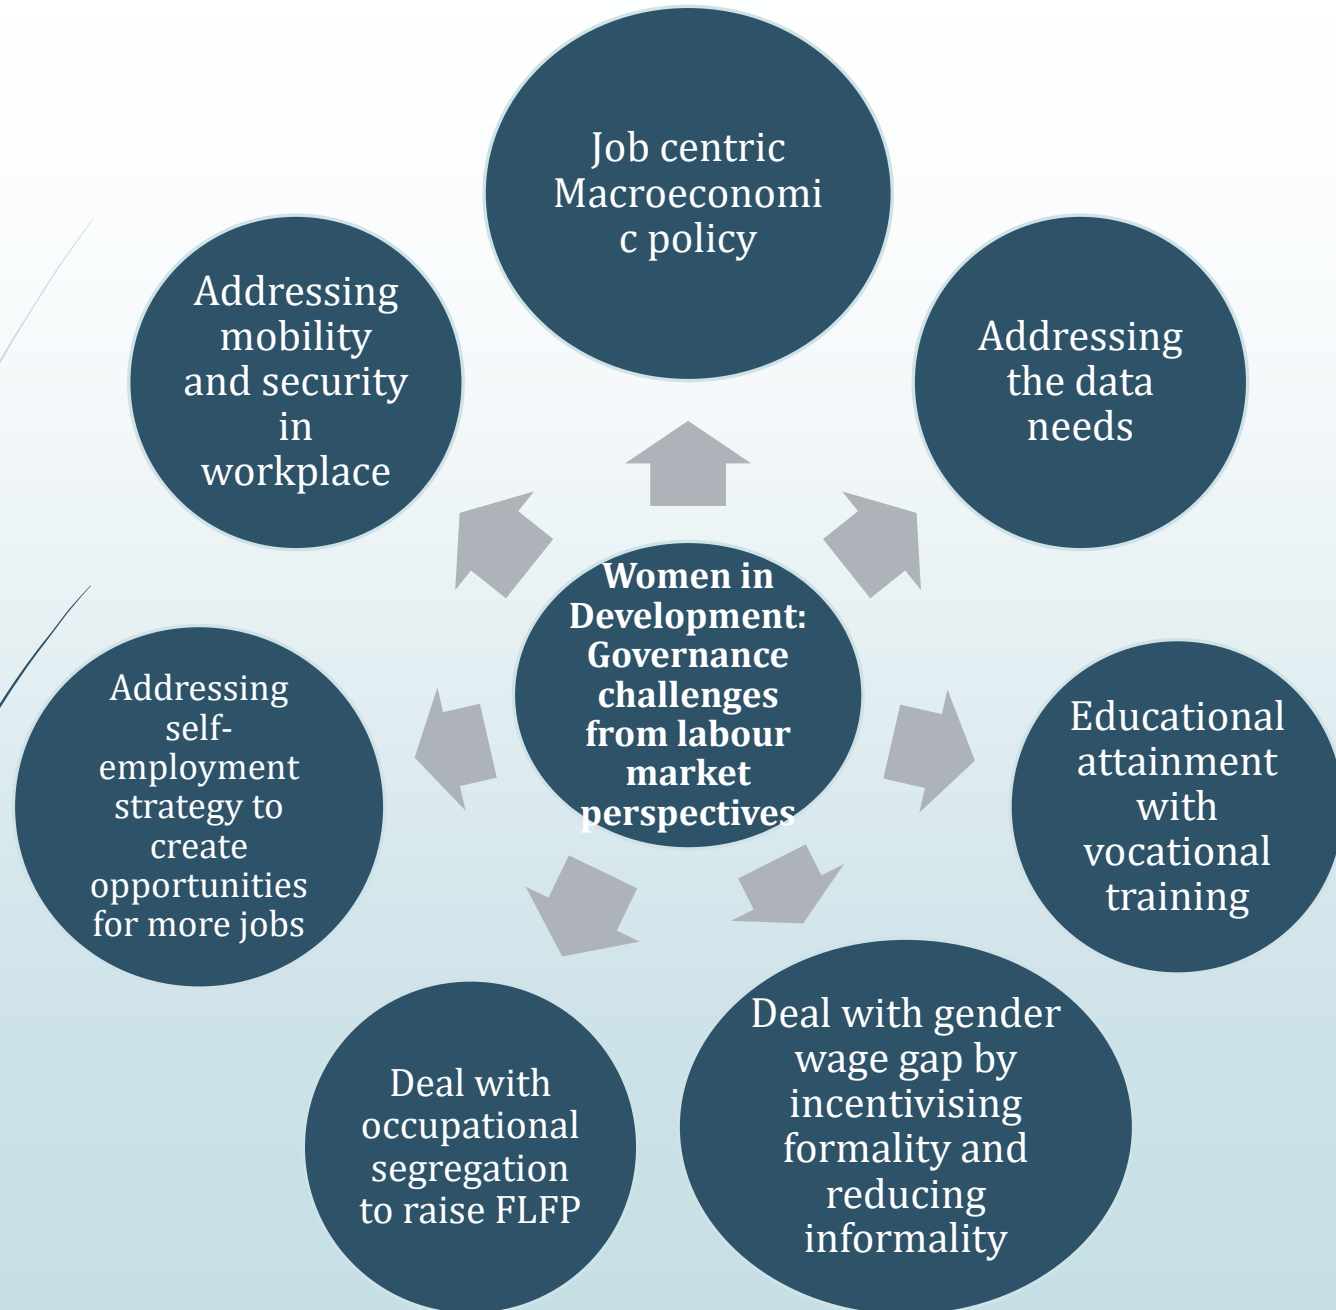 Job centric
Macroeconomi
c policy
Addressing
the data
needs
Educational
attainment
with
vocational
training
Deal with gender
wage gap by
incentivising
formality and
reducing
informality
Deal with
occupational
segregation
to raise FLFP
Addressing
self-
employment
strategy to
create
opportunities
for more jobs
Addressing
mobility
and security
in
workplace
Women in
Development:
Governance
challenges
from labour
market
perspectives